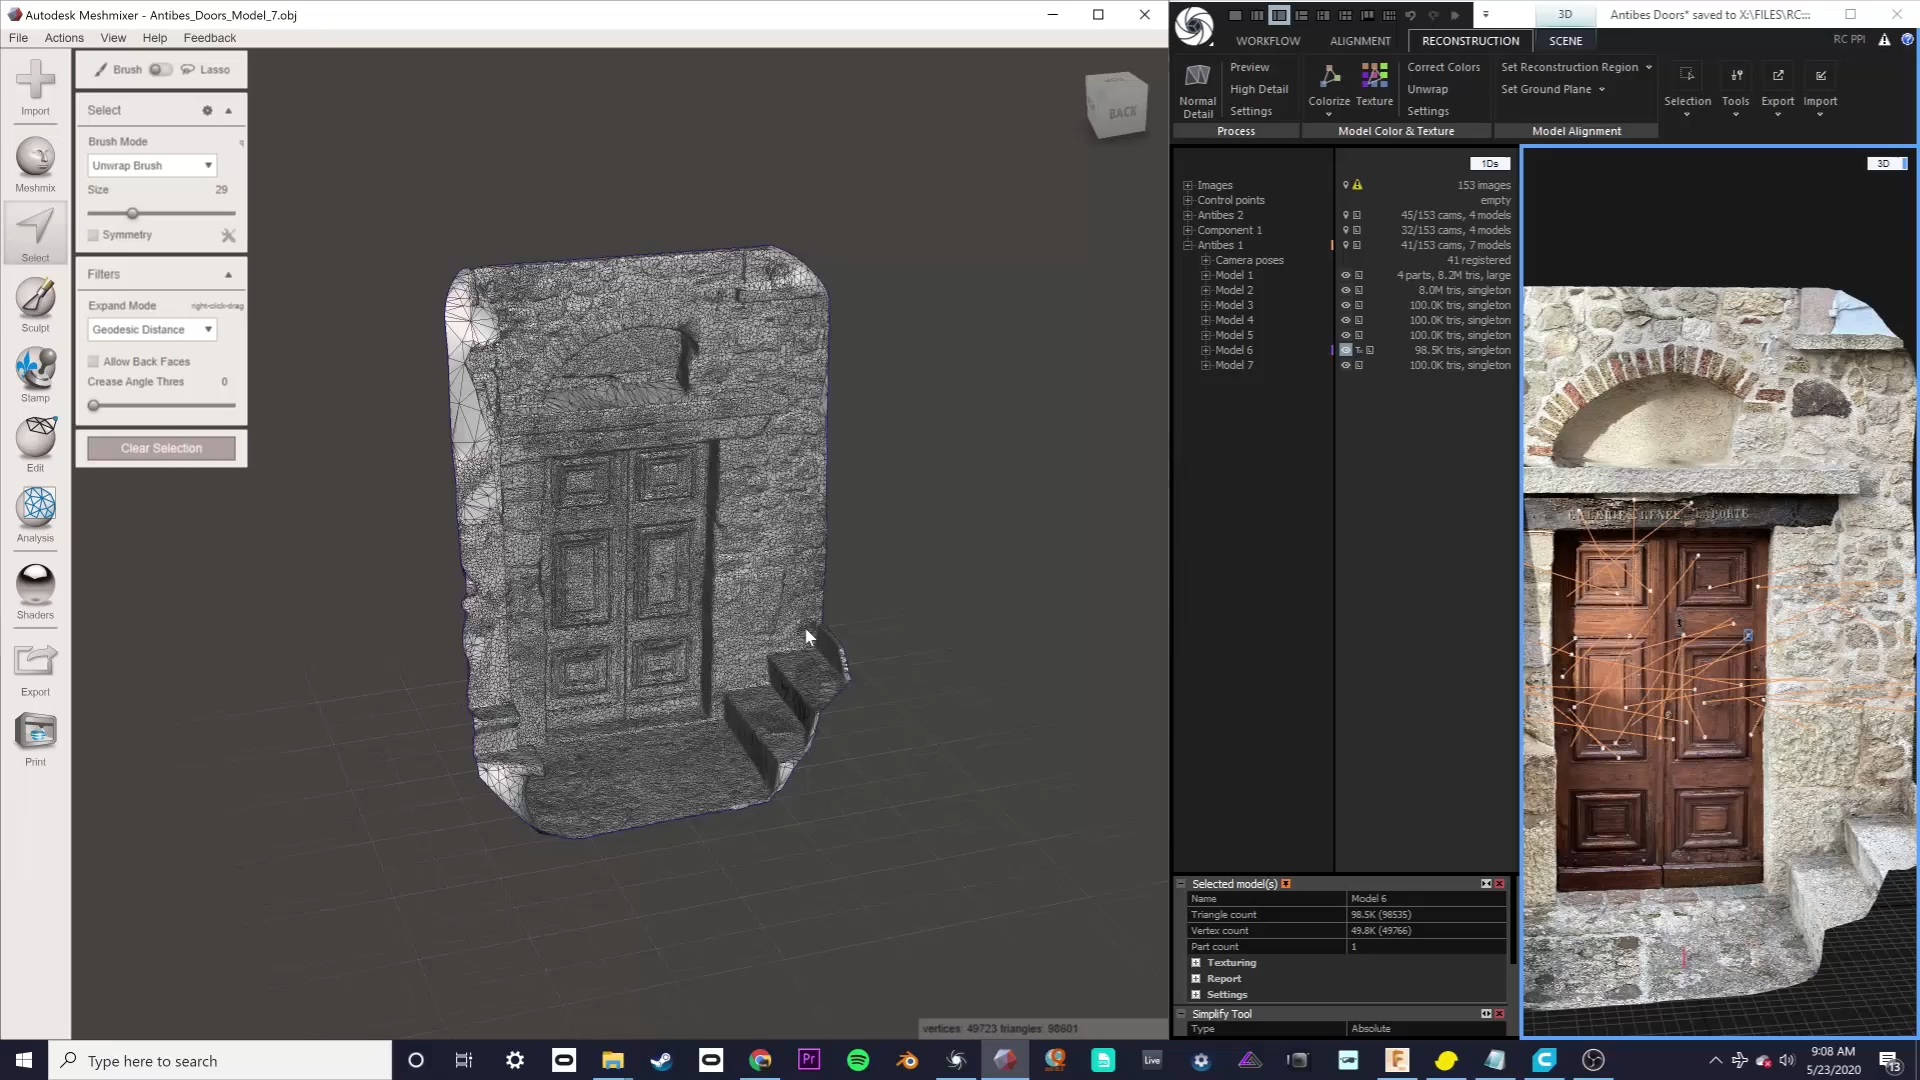 Autodesk Meshmixer - Antibes_Doors_Model_7.obj
File Actions View Help Feedback
Import
Meshmix
Select
Sculpt
Stamp
Edit
Analysis
Shaders
Export
Print
Brush Lasso
Select
Brush Mode
Unwrap Brush
Size 29
Symmetry
Filters
Expand Mode right-click-drag
Geodesic Distance
Allow Back Faces
Crease Angle Thres 0
Clear Selection
BACK
vertices: 49723 triangles: 98601
3D Antibes Doors* saved to X:\FILES\RC:...
WORKFLOW ALIGNMENT RECONSTRUCTION SCENE
RC PPI
Normal Detail
Preview
High Detail
Settings
Process
Colorize Texture
Correct Colors
Unwrap
Settings
Model Color & Texture
Set Reconstruction Region
Set Ground Plane
Model Alignment
Selection Tools Export Import
1Ds
3D
Images 153 images
Control points empty
Antibes 2 45/153 cams, 4 models
Component 1 32/153 cams, 4 models
Antibes 1 41/153 cams, 7 models
Camera poses 41 registered
Model 1 4 parts, 8.2M tris, large
Model 2 8.0M tris, singleton
Model 3 100.0K tris, singleton
Model 4 100.0K tris, singleton
Model 5 100.0K tris, singleton
Model 6 98.5K tris, singleton
Model 7 100.0K tris, singleton
GALERIE RENÉE LAPORTE
Selected model(s)
Name Model 6
Triangle count 98.5K (98535)
Vertex count 49.8K (49766)
Part count 1
Texturing
Report
Settings
Simplify Tool
Type Absolute
Type here to search
Pr
Live
9:08 AM
5/23/2020
13